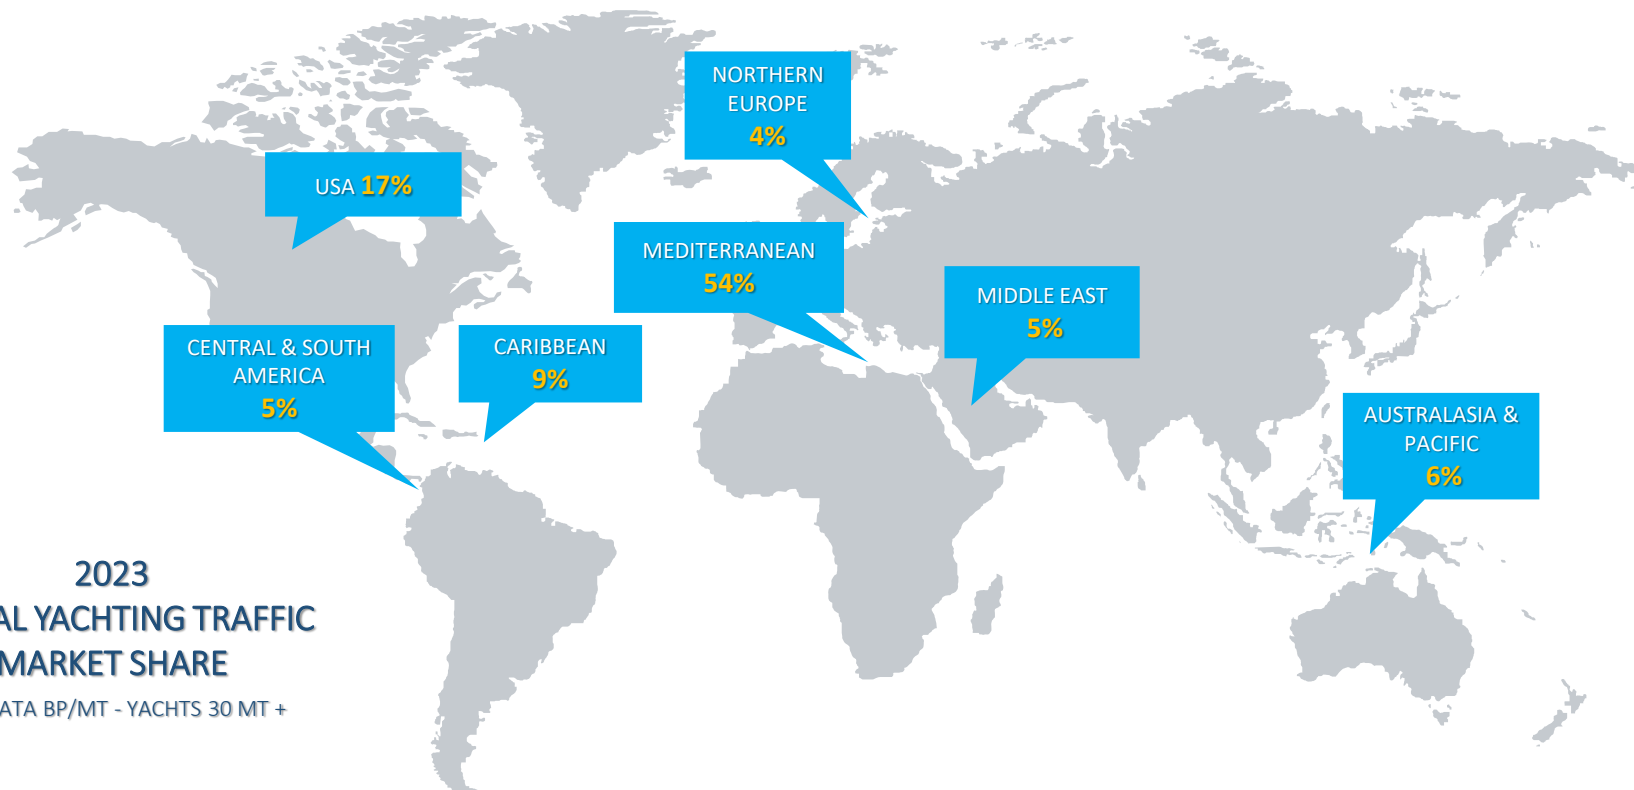 NORTHERN
EUROPE
4%
USA 17%
MEDITERRANEAN
54%
MIDDLE EAST
5%
CENTRAL & SOUTH
AMERICA
5%
CARIBBEAN
9%
AUSTRALASIA &
PACIFIC
6%
2023
AL YACHTING TRAFFIC
MARKET SHARE
ATA BP/MT - YACHTS 30 MT +